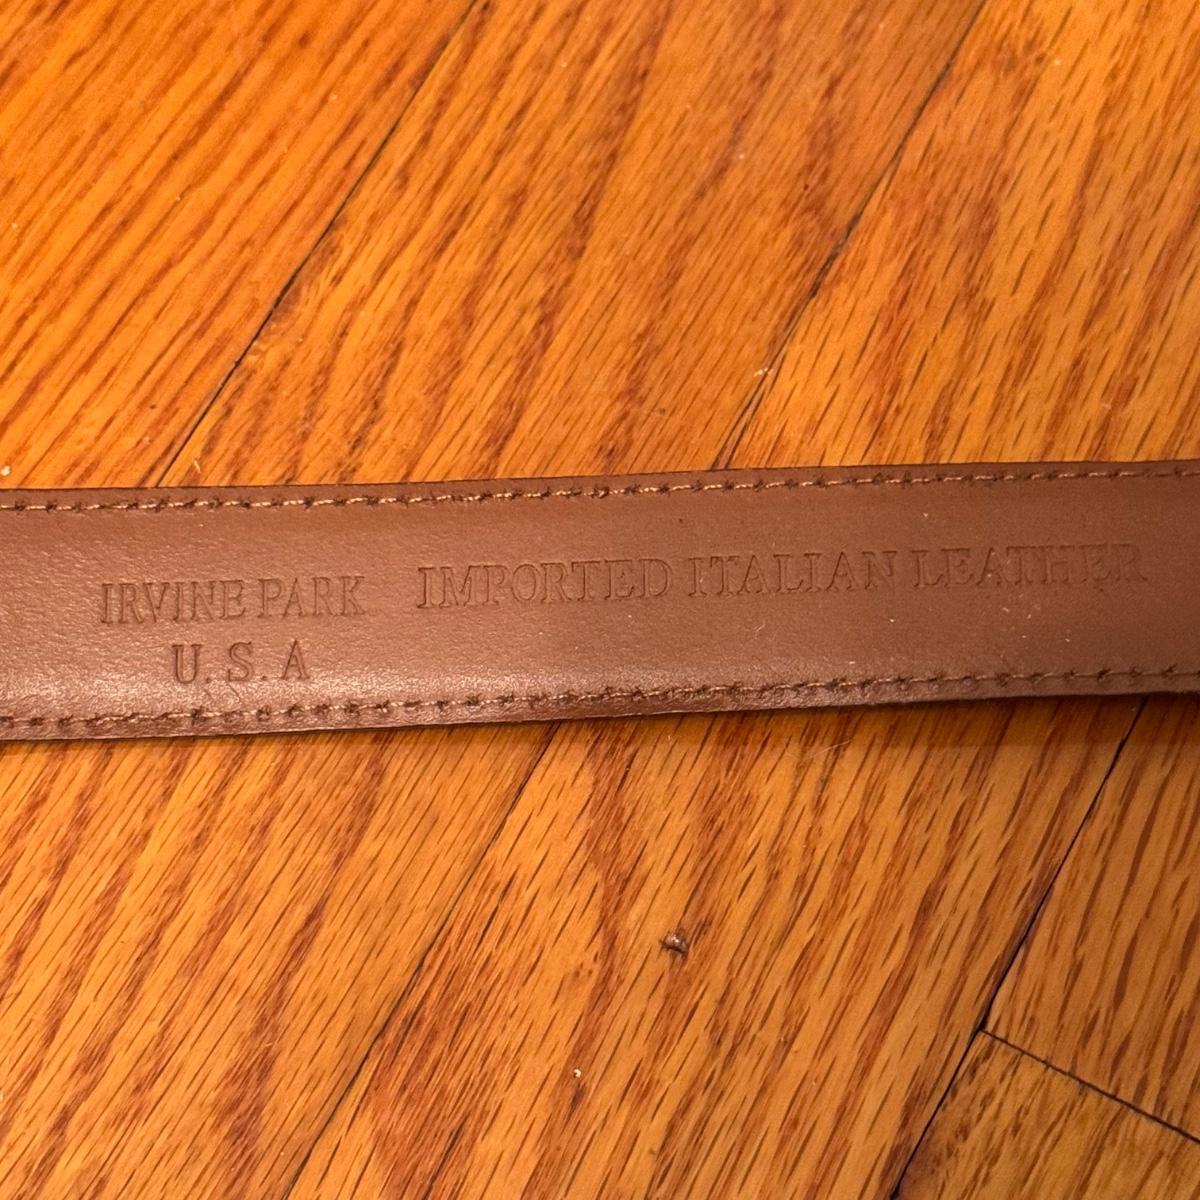 IRVINE PARK
U.S.A
IMPORTED ITALIAN LEATHER